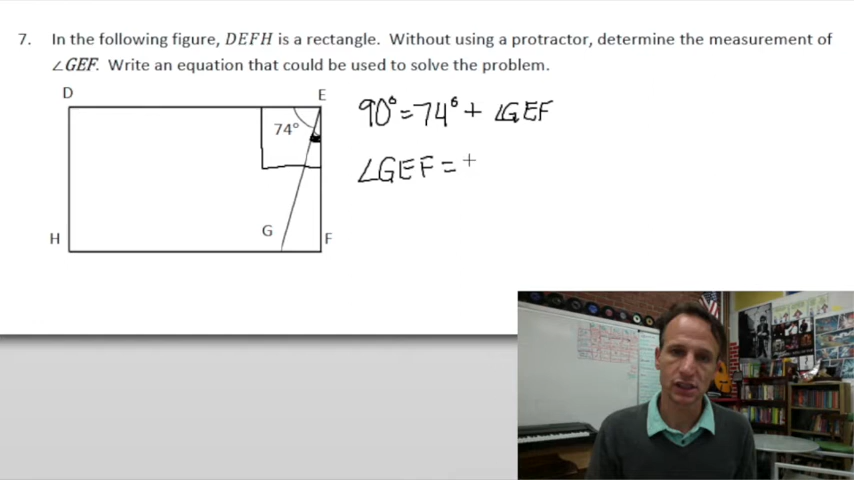 7. In the following figure, DEFH is a rectangle. Without using a protractor, determine the measurement of
∠GEF. Write an equation that could be used to solve the problem.
D
E
90°=74°+ ∠GEF
74°
∠GEF=
G
H
F